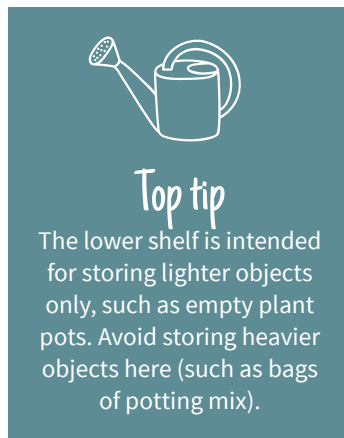 Top tip
The lower shelf is intended
for storing lighter objects
only, such as empty plant
pots. Avoid storing heavier
objects here (such as bags
of potting mix).